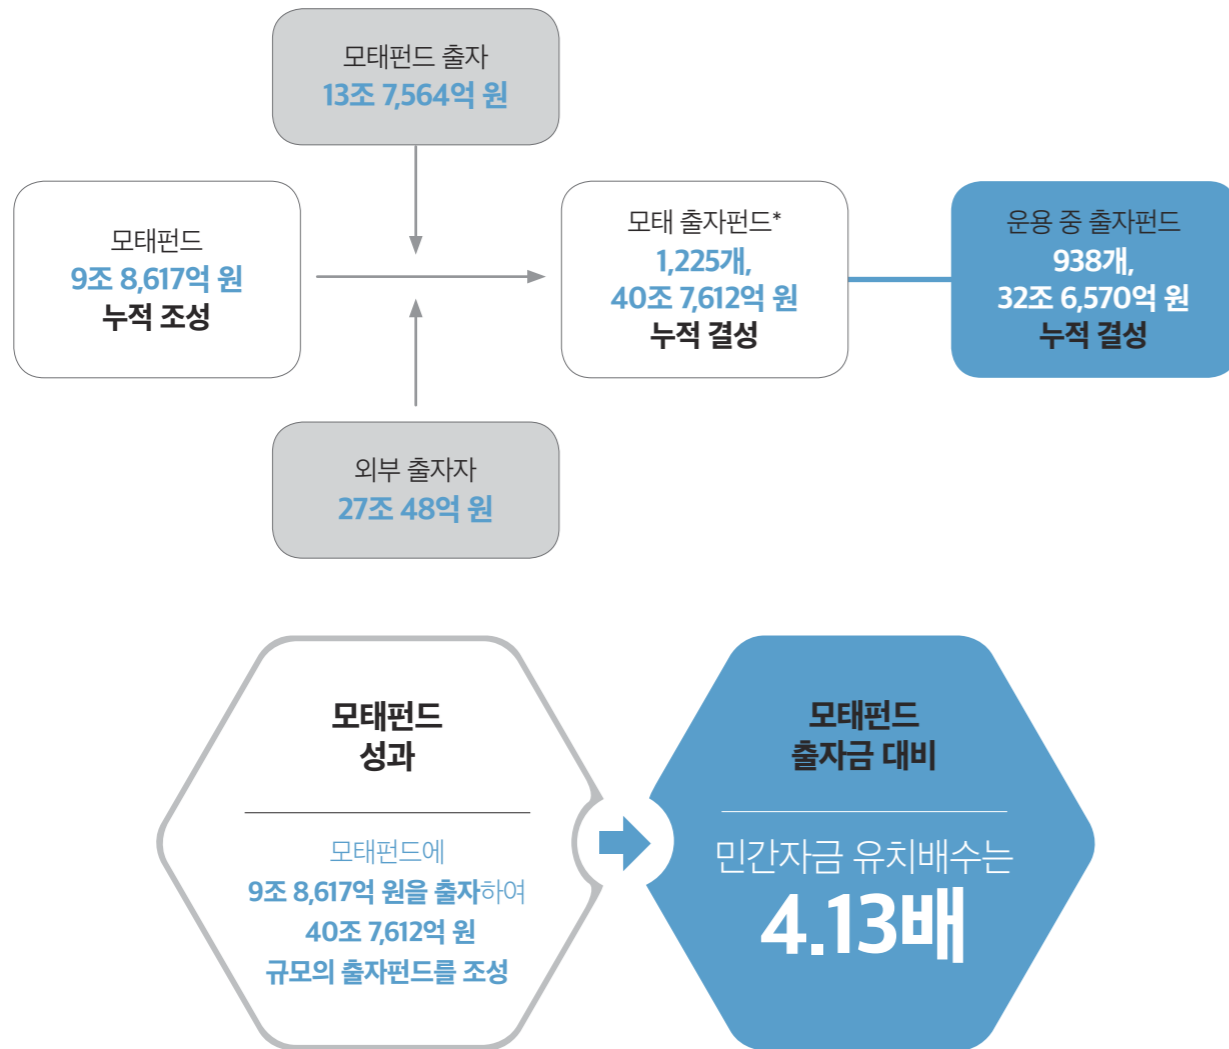 모태펀드 출자
13조 7,564억 원
모태펀드
9조 8,617억 원
누적 조성
모태 출자펀드*
1,225개,
40조 7,612억 원
누적 결성
운용 중 출자펀드
938개,
32조 6,570억 원
누적 결성
외부 출자자
27조 48억 원
모태펀드
성과
모태펀드에
9조 8,617억 원을 출자하여
40조 7,612억 원
규모의 출자펀드를 조성
모태펀드
출자금 대비
민간자금 유치배수는
4.13배